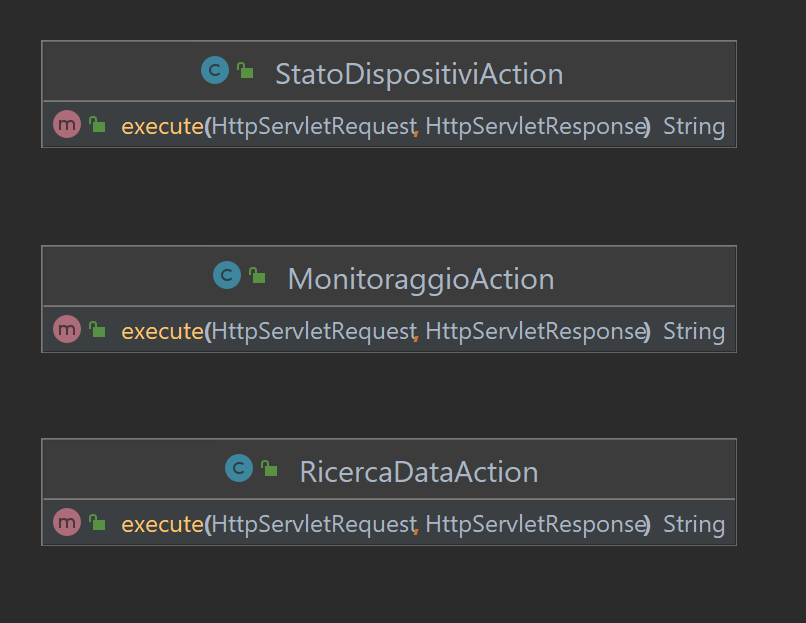 C StatoDispositiviAction
m execute(HttpServletRequest, HttpServletResponse) String
C MonitoraggioAction
m execute(HttpServletRequest, HttpServletResponse) String
C RicercaDataAction
m execute(HttpServletRequest, HttpServletResponse) String